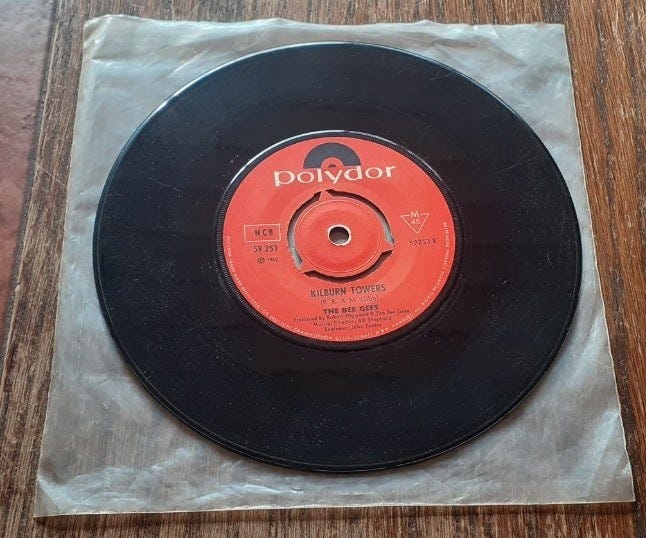 polydor
NCB
M
45
59 253
59253-B
℗ 1968
KILBURN TOWERS
(B. R. & M. Gibb)
THE BEE GEES
Produced By Robert Stigwood & The Bee Gees
Musical Director: Bill Shepherd
Engineer: John Pantry